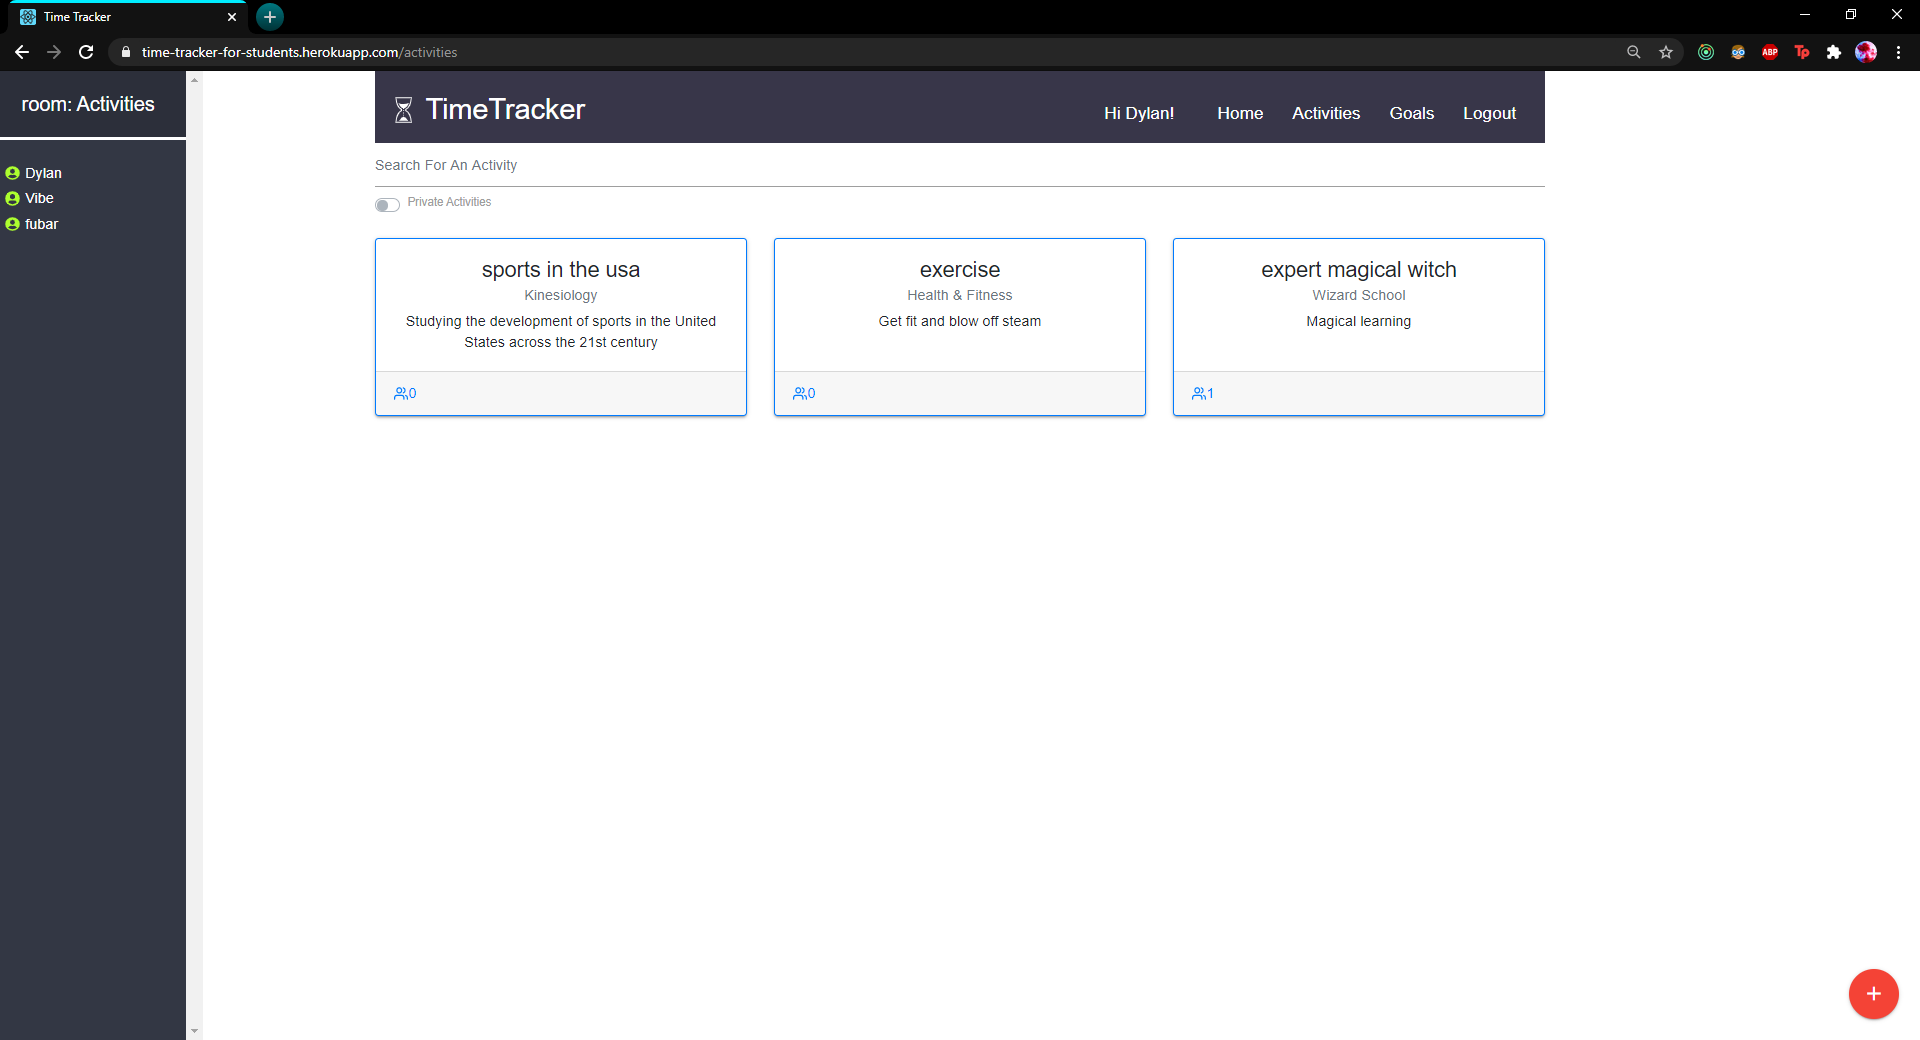 Time Tracker
time-tracker-for-students.herokuapp.com/activities
ABP
Tp
room: Activities
Dylan
Vibe
fubar
TimeTracker
Hi Dylan! Home Activities Goals Logout
Search For An Activity
Private Activities
sports in the usa
Kinesiology
Studying the development of sports in the United
States across the 21st century
0
exercise
Health & Fitness
Get fit and blow off steam
0
expert magical witch
Wizard School
Magical learning
1